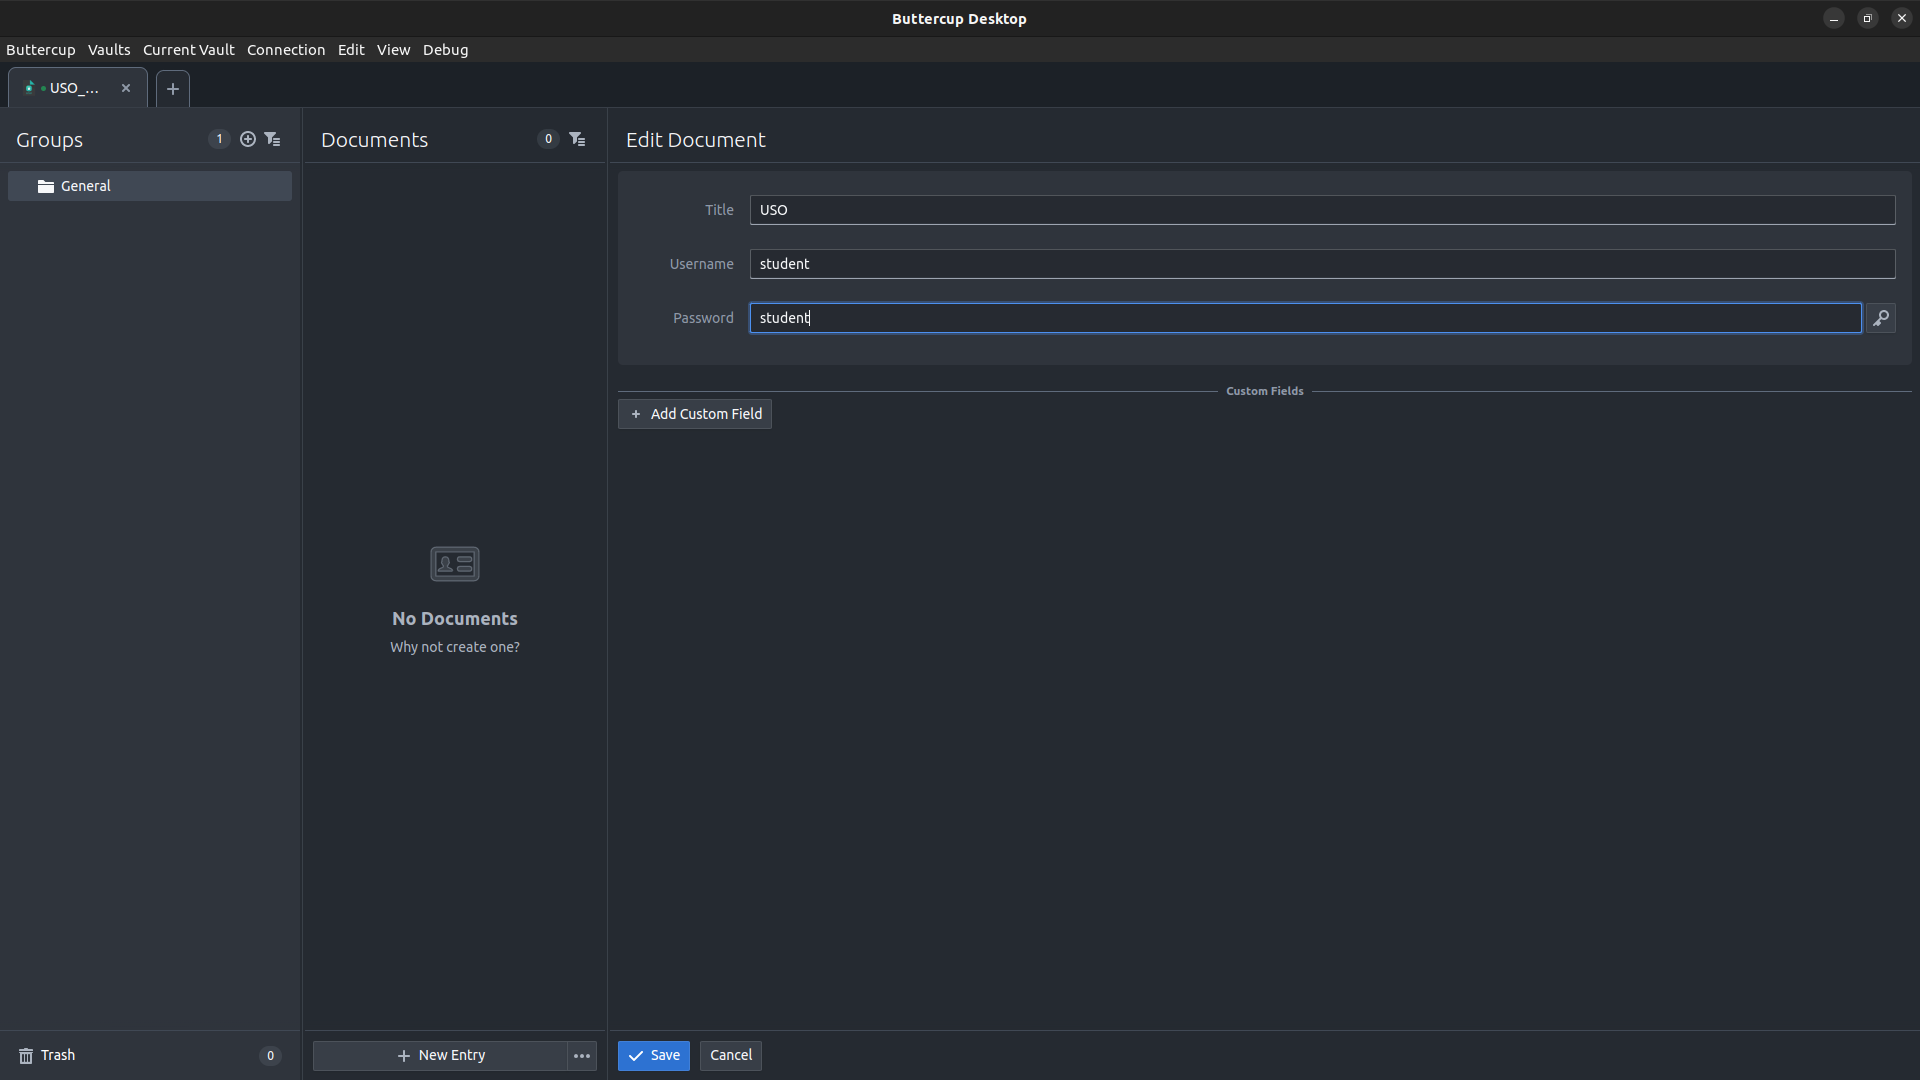 Buttercup Desktop
Buttercup Vaults Current Vault Connection Edit View Debug
USO_...
Groups 1
General
Trash 0
Documents 0
No Documents
Why not create one?
New Entry
Edit Document
Title USO
Username student
Password student
Custom Fields
Add Custom Field
Save Cancel